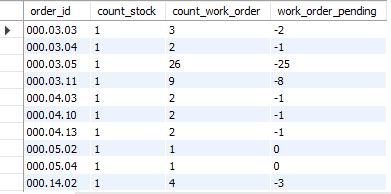 order_id count_stock count_work_order work_order_pending
000.03.03 1 3 -2
000.03.04 1 2 -1
000.03.05 1 26 -25
000.03.11 1 9 -8
000.04.03 1 2 -1
000.04.10 1 2 -1
000.04.13 1 2 -1
000.05.02 1 1 0
000.05.04 1 1 0
000.14.02 1 4 -3